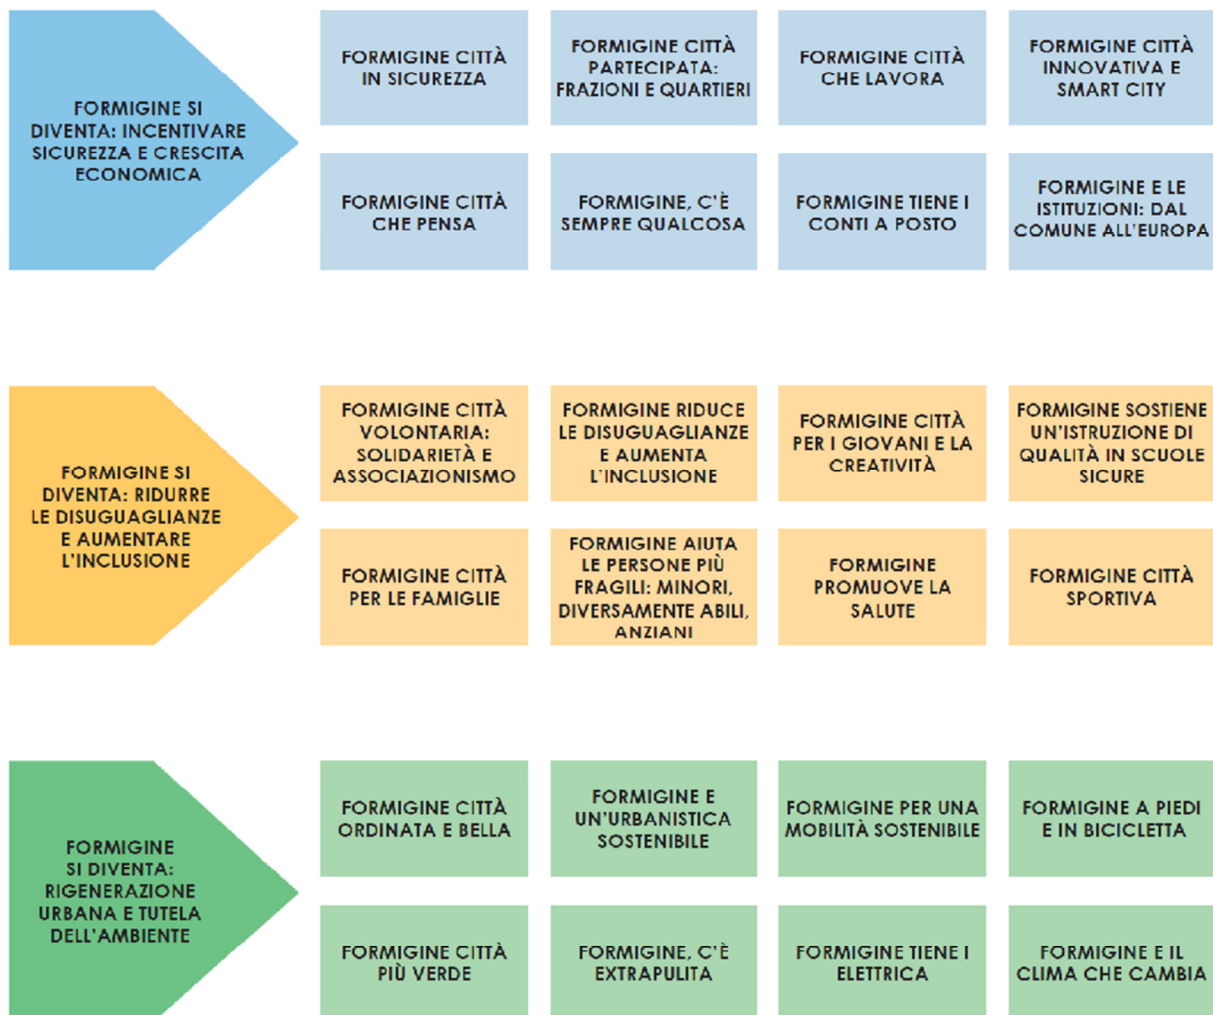 FORMIGINE SI
DIVENTA: INCENTIVARE
SICUREZZA E CRESCITA
ECONOMICA
FORMIGINE CITTÀ
IN SICUREZZA
FORMIGINE CITTÀ
PARTECIPATA:
FRAZIONI E QUARTIERI
FORMIGINE CITTÀ
CHE LAVORA
FORMIGINE CITTÀ
INNOVATIVA E
SMART CITY
FORMIGINE CITTÀ
CHE PENSA
FORMIGINE, C'È
SEMPRE QUALCOSA
FORMIGINE TIENE I
CONTI A POSTO
FORMIGINE E LE
ISTITUZIONI: DAL
COMUNE ALL'EUROPA
FORMIGINE SI
DIVENTA: RIDURRE
LE DISUGUAGLIANZE
E AUMENTARE
L'INCLUSIONE
FORMIGINE CITTÀ
VOLONTARIA:
SOLIDARIETÀ E
ASSOCIAZIONISMO
FORMIGINE RIDUCE
LE DISUGUAGLIANZE
E AUMENTA
L'INCLUSIONE
FORMIGINE CITTÀ
PER I GIOVANI E LA
CREATIVITÀ
FORMIGINE SOSTIENE
UN'ISTRUZIONE DI
QUALITÀ IN SCUOLE
SICURE
FORMIGINE CITTÀ
PER LE FAMIGLIE
FORMIGINE AIUTA
LE PERSONE PIÙ
FRAGILI: MINORI,
DIVERSAMENTE ABILI,
ANZIANI
FORMIGINE
PROMUOVE LA
SALUTE
FORMIGINE CITTÀ
SPORTIVA
FORMIGINE
SI DIVENTA:
RIGENERAZIONE
URBANA E TUTELA
DELL'AMBIENTE
FORMIGINE CITTÀ
ORDINATA E BELLA
FORMIGINE E
UN'URBANISTICA
SOSTENIBILE
FORMIGINE PER UNA
MOBILITÀ SOSTENIBILE
FORMIGINE A PIEDI
E IN BICICLETTA
FORMIGINE CITTÀ
PIÙ VERDE
FORMIGINE, C'È
EXTRAPULITA
FORMIGINE TIENE I
ELETTRICA
FORMIGINE E IL
CLIMA CHE CAMBIA